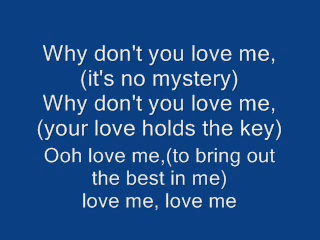 Why don't you love me,
(it's no mystery)
Why don't you love me,
(your love holds the key)
Ooh love me,(to bring out
the best in me)
love me, love me